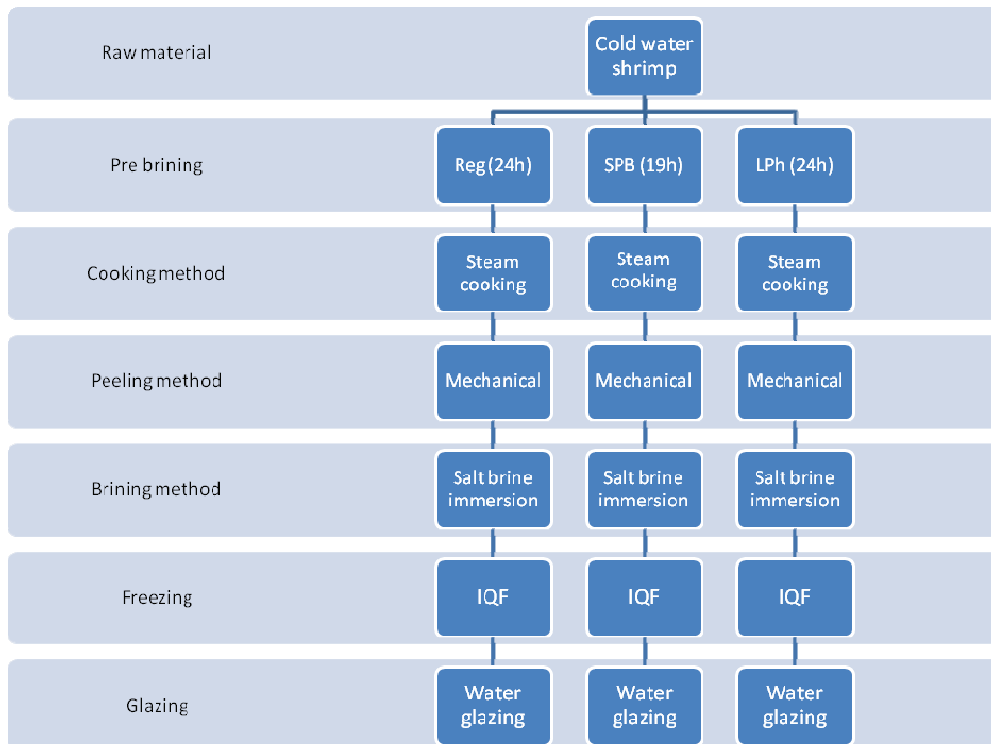 Raw material
Cold water
shrimp
Pre brining
Reg (24h)
SPB (19h)
LPh (24h)
Cooking method
Steam
cooking
Steam
cooking
Steam
cooking
Peeling method
Mechanical
Mechanical
Mechanical
Brining method
Salt brine
immersion
Salt brine
immersion
Salt brine
immersion
Freezing
IQF
IQF
IQF
Glazing
Water
glazing
Water
glazing
Water
glazing